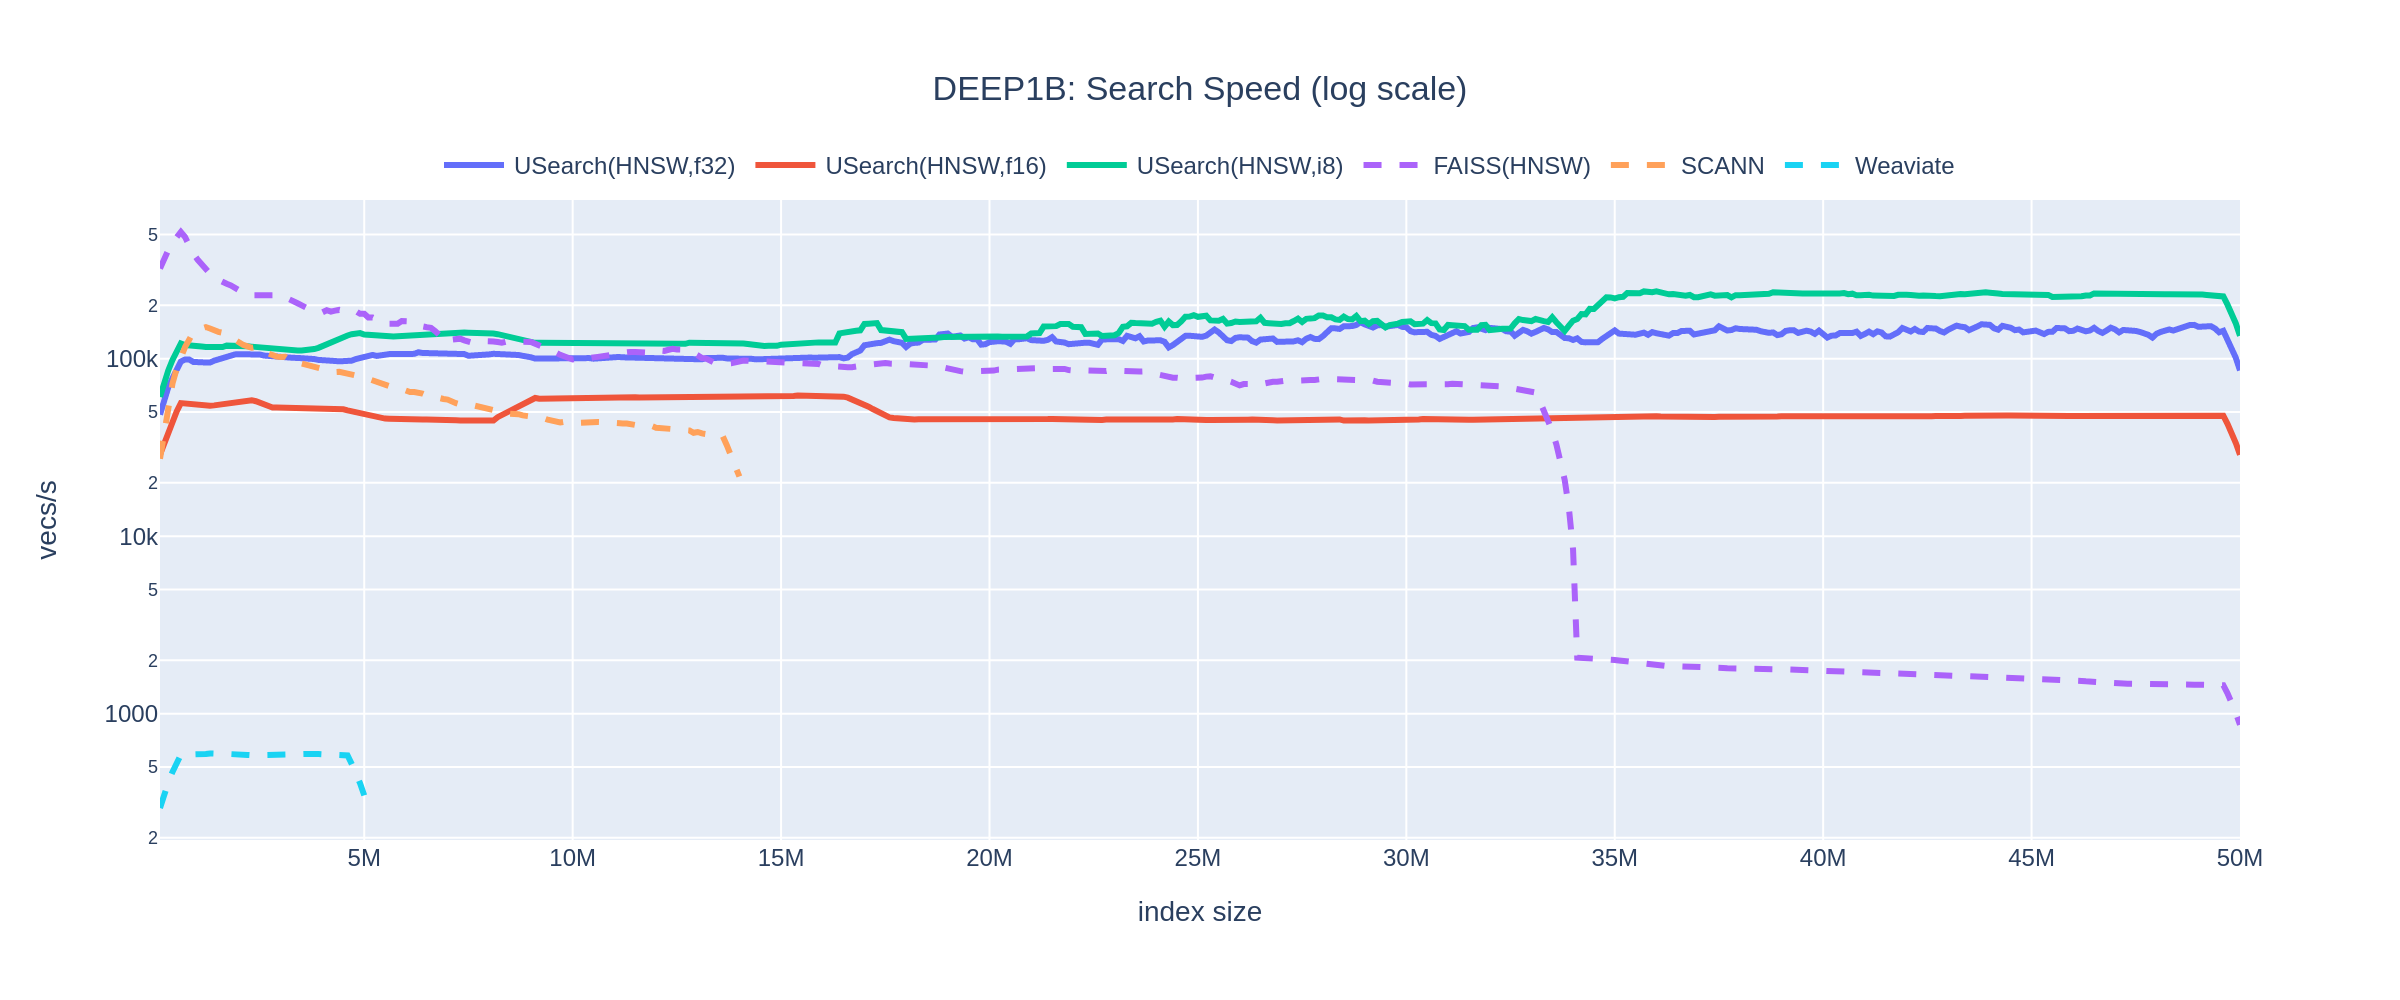 DEEP1B: Search Speed (log scale)
USearch(HNSW,f32) USearch(HNSW,f16) USearch(HNSW,i8) FAISS(HNSW) SCANN Weaviate
vecs/s
5
2
100k
5
2
10k
5
2
1000
5
2
5M 10M 15M 20M 25M 30M 35M 40M 45M 50M
index size